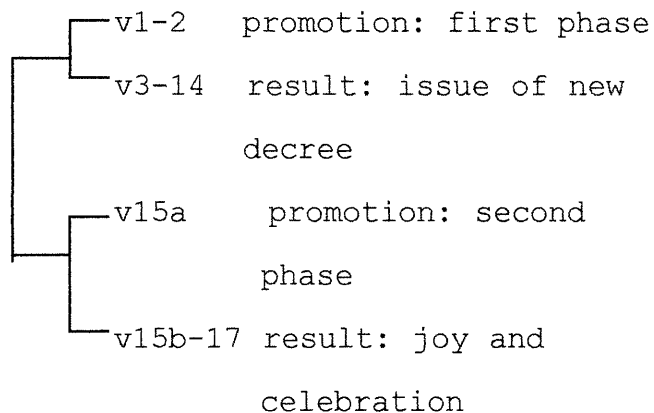 v1-2 promotion: first phase
v3-14 result: issue of new
decree
v15a promotion: second
phase
v15b-17 result: joy and
celebration